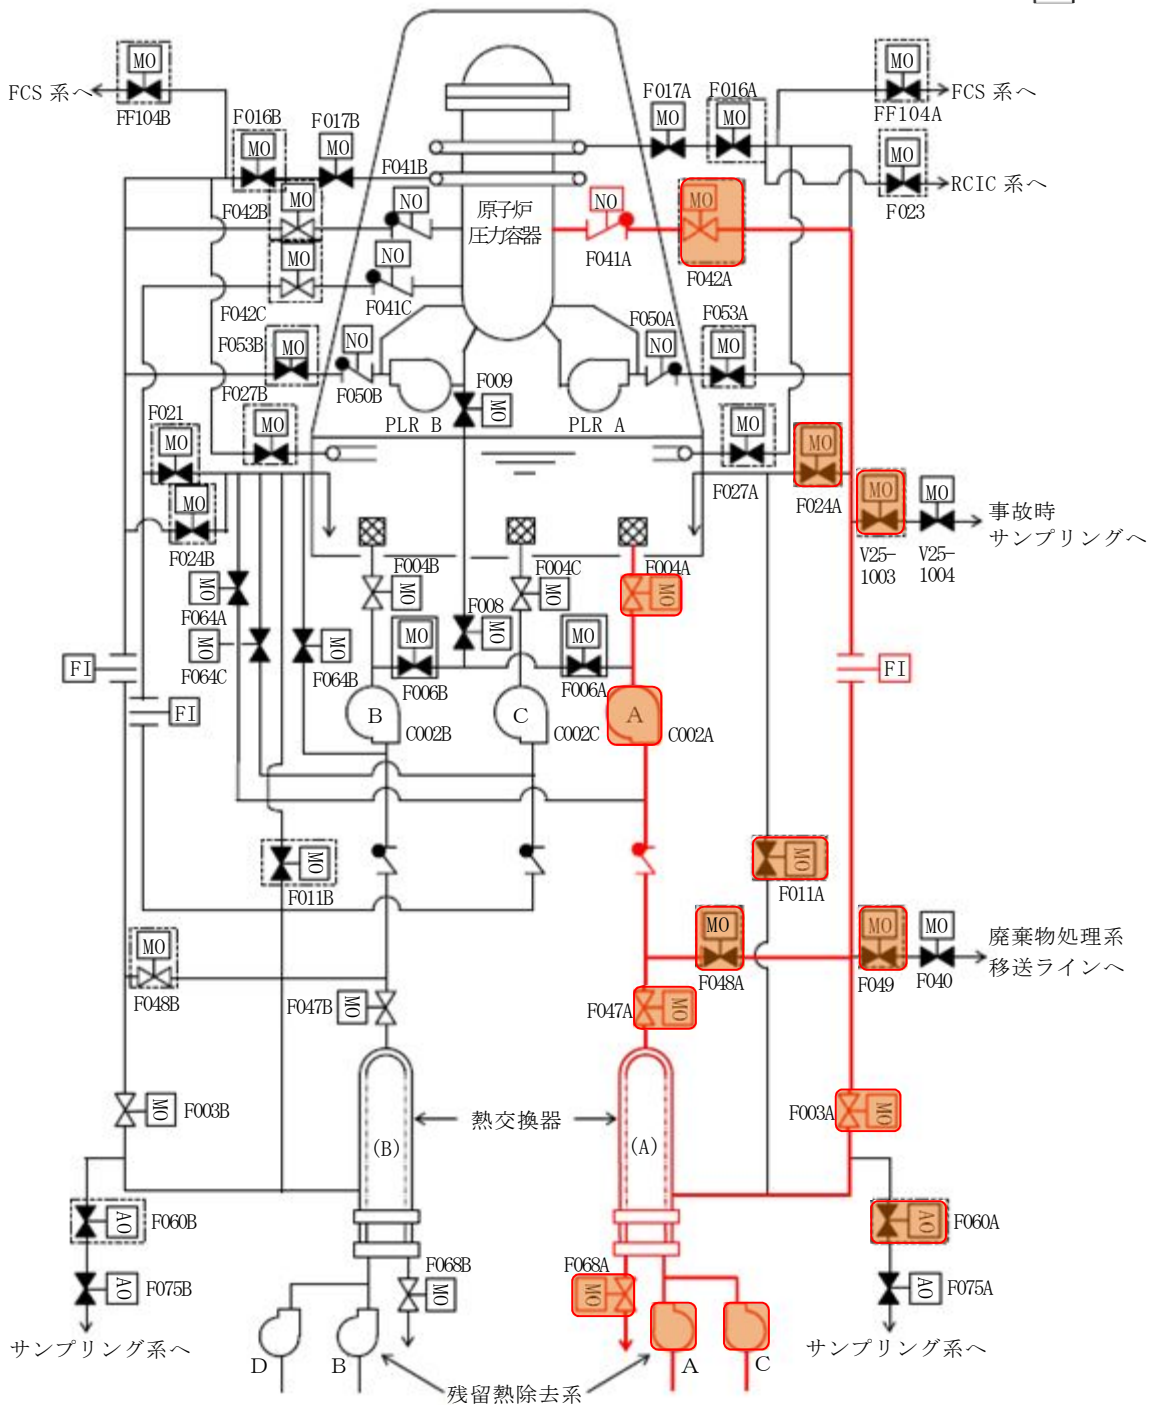 MO
FCS 系へ
FF104B
F016B
F017B
MO
MO
F041B
F017A
F016A
MO
MO
MO
FCS 系へ
FF104A
MO
RCIC 系へ
F023
原子炉
圧力容器
MO
F042B
NO
MO
F042C
NO
F041C
NO
F041A
MO
F042A
F053B
MO
NO
F050B
F050A
NO
F053A
MO
F009
MO
PLR B
PLR A
F027B
MO
F021
MO
MO
F024B
MO
F027A
MO
F024A
MO
V25-
1003
MO
V25-
1004
事故時
サンプリングへ
F004B
MO
F004C
MO
F004A
MO
MO
F064A
MO
F064C
MO
F064B
F008
MO
MO
F006B
MO
F006A
FI
FI
FI
B
C002B
C
C002C
A
C002A
MO
F011B
MO
F011A
MO
F048B
MO
F048A
MO
F049
MO
F040
廃棄物処理系
移送ラインへ
F047B
MO
F047A
MO
MO
F003B
熱交換器
F003A
MO
(B)
(A)
AO
F060B
AO
F060A
AO
F075B
AO
F075A
F068B
MO
F068A
MO
サンプリング系へ
サンプリング系へ
D
B
A
C
残留熱除去系